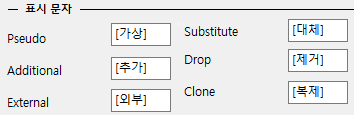 표시 문자
Pseudo [가상] Substitute [대체]
Additional [추가] Drop [제거]
External [외부] Clone [복제]